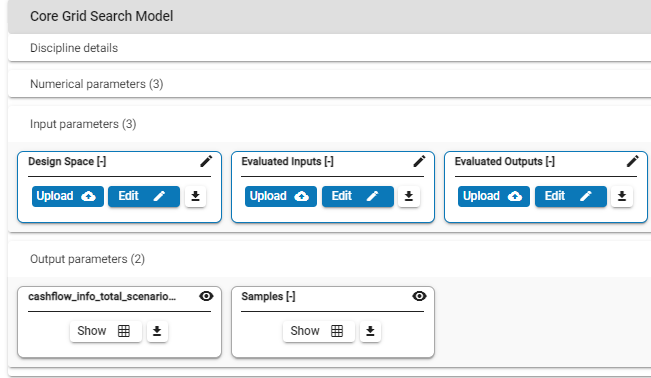 Core Grid Search Model
Discipline details
Numerical parameters (3)
Input parameters (3)
Design Space [-] Evaluated Inputs [-] Evaluated Outputs [-]
Upload Edit Upload Edit Upload Edit
Output parameters (2)
cashflow_info_total_scenario... Samples [-]
Show Show